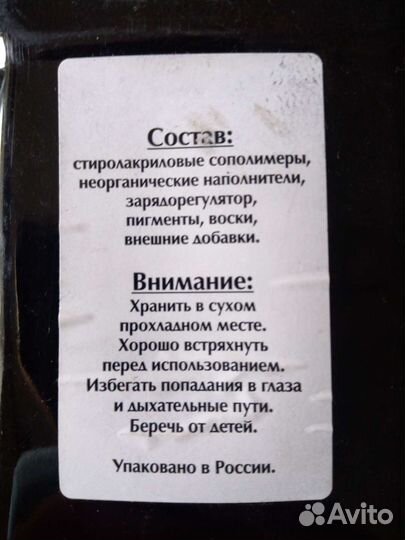 Состав:
стиролакриловые сополимеры,
неорганические наполнители,
зарядорегулятор,
пигменты, воски,
внешние добавки.
Внимание:
Хранить в сухом
прохладном месте.
Хорошо встряхнуть
перед использованием.
Избегать попадания в глаза
и дыхательные пути.
Беречь от детей.
Упаковано в России.
Avito